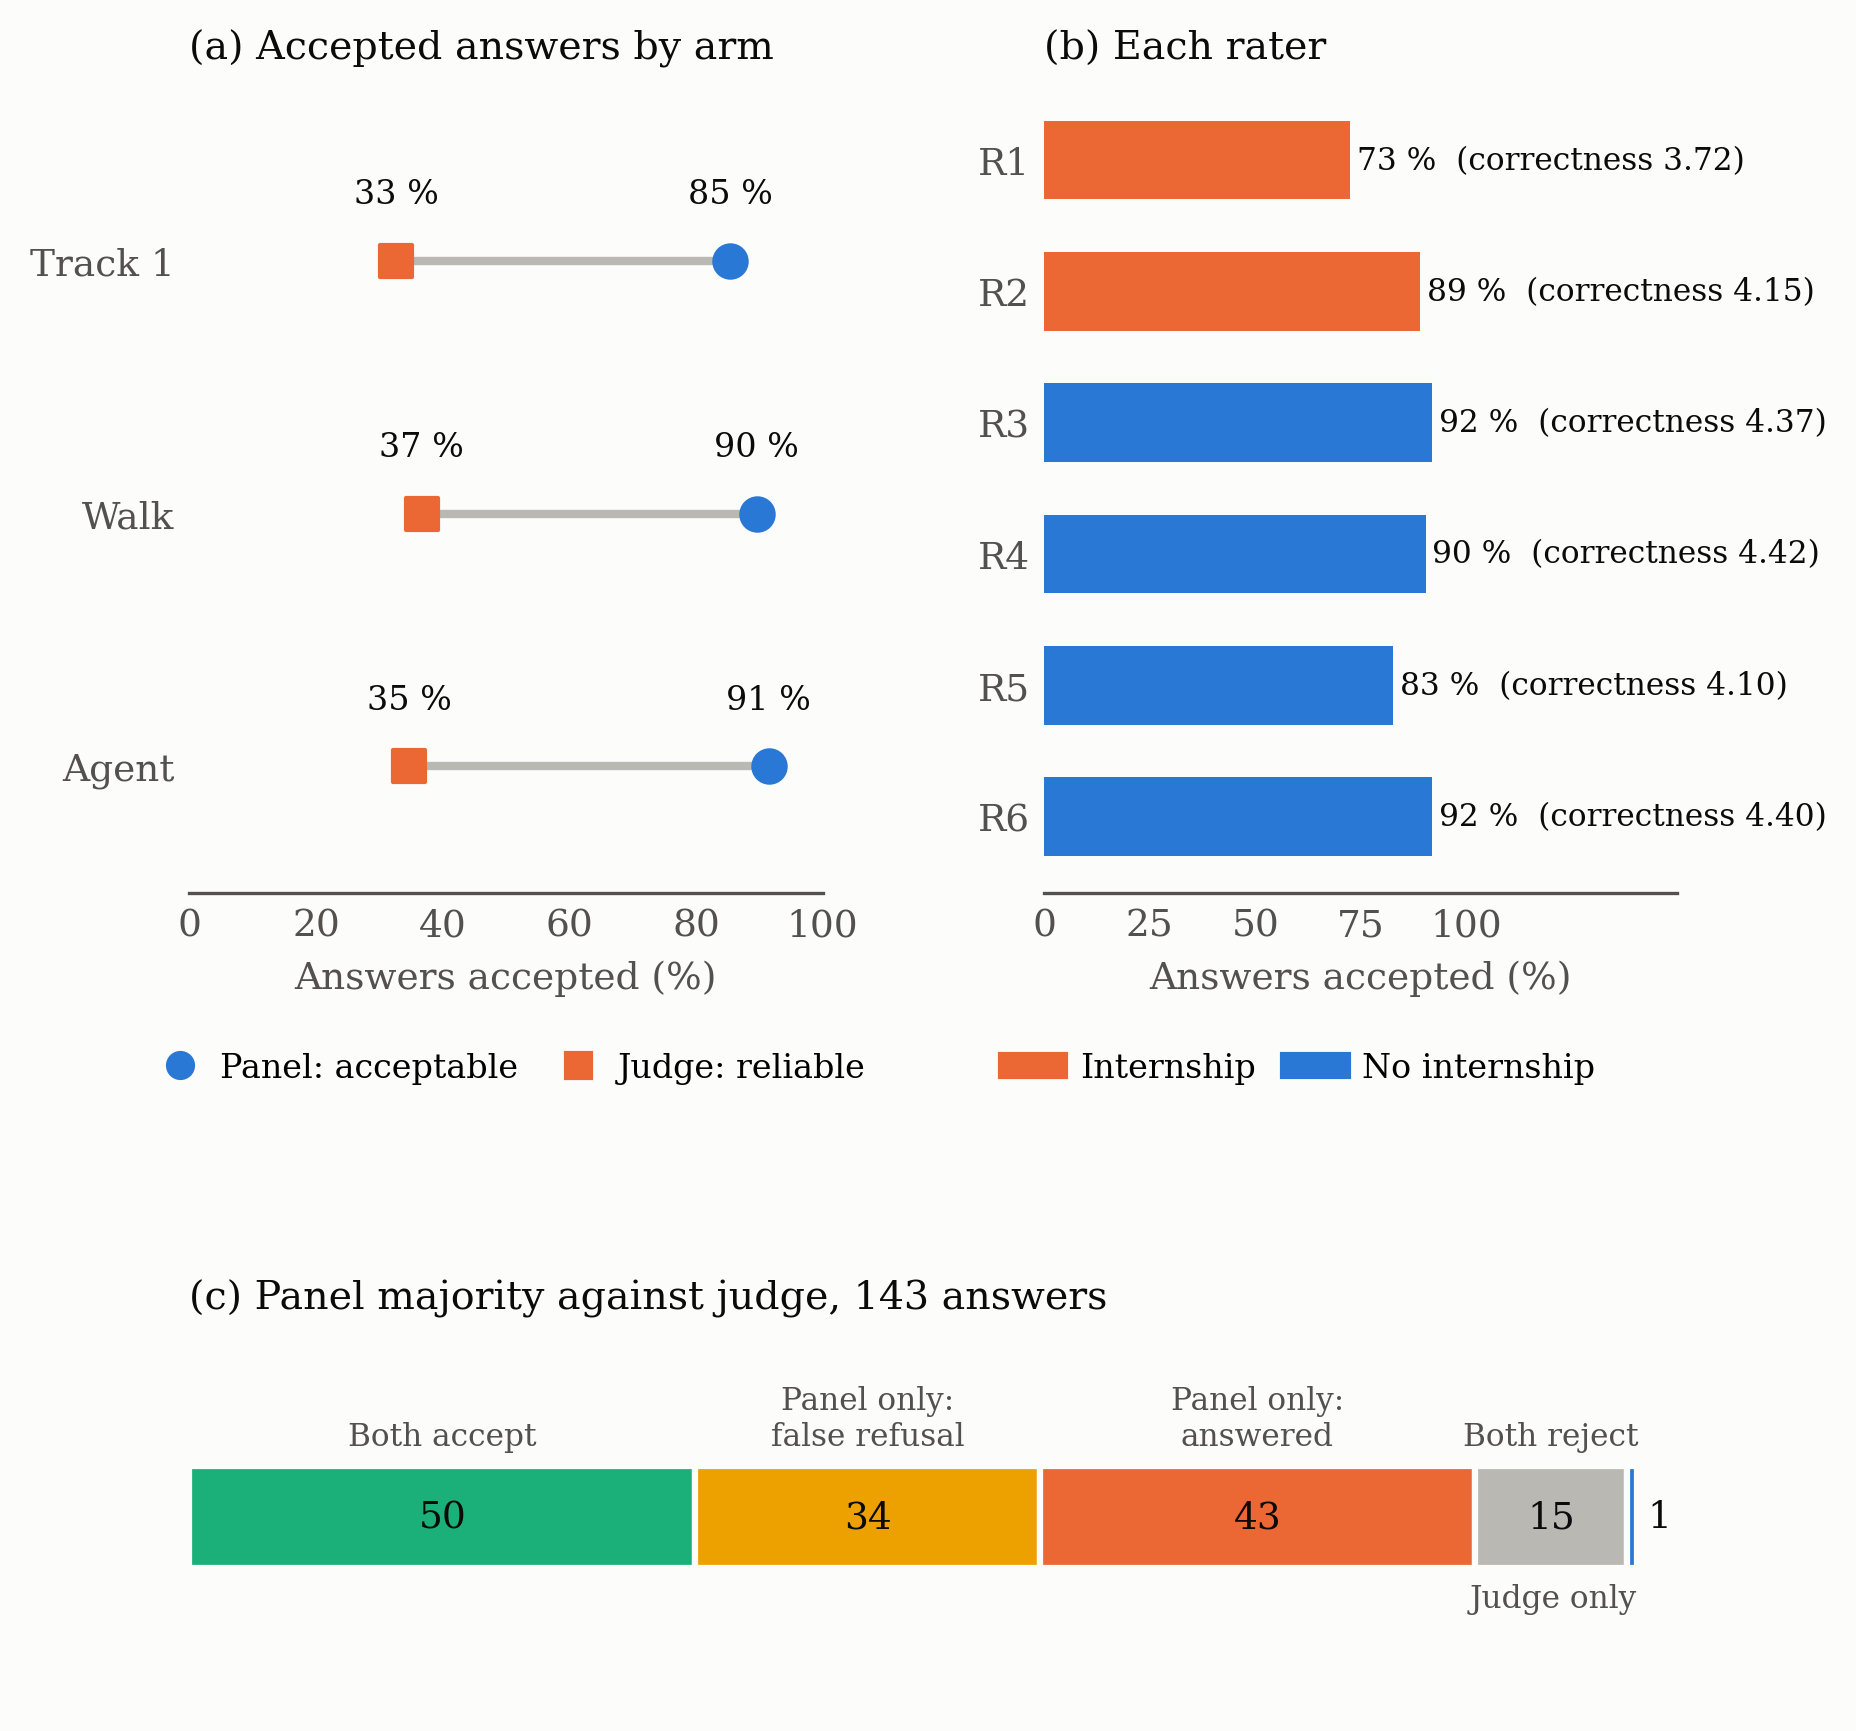 (a) Accepted answers by arm
33 %
85 %
Track 1
37 %
90 %
Walk
35 %
91 %
Agent
0 20 40 60 80 100
Answers accepted (%)
Panel: acceptable
Judge: reliable
(b) Each rater
R1
73 % (correctness 3.72)
R2
89 % (correctness 4.15)
R3
92 % (correctness 4.37)
R4
90 % (correctness 4.42)
R5
83 % (correctness 4.10)
R6
92 % (correctness 4.40)
0 25 50 75 100
Answers accepted (%)
Internship
No internship
(c) Panel majority against judge, 143 answers
Both accept
Panel only:
false refusal
Panel only:
answered
Both reject
50
34
43
15
1
Judge only